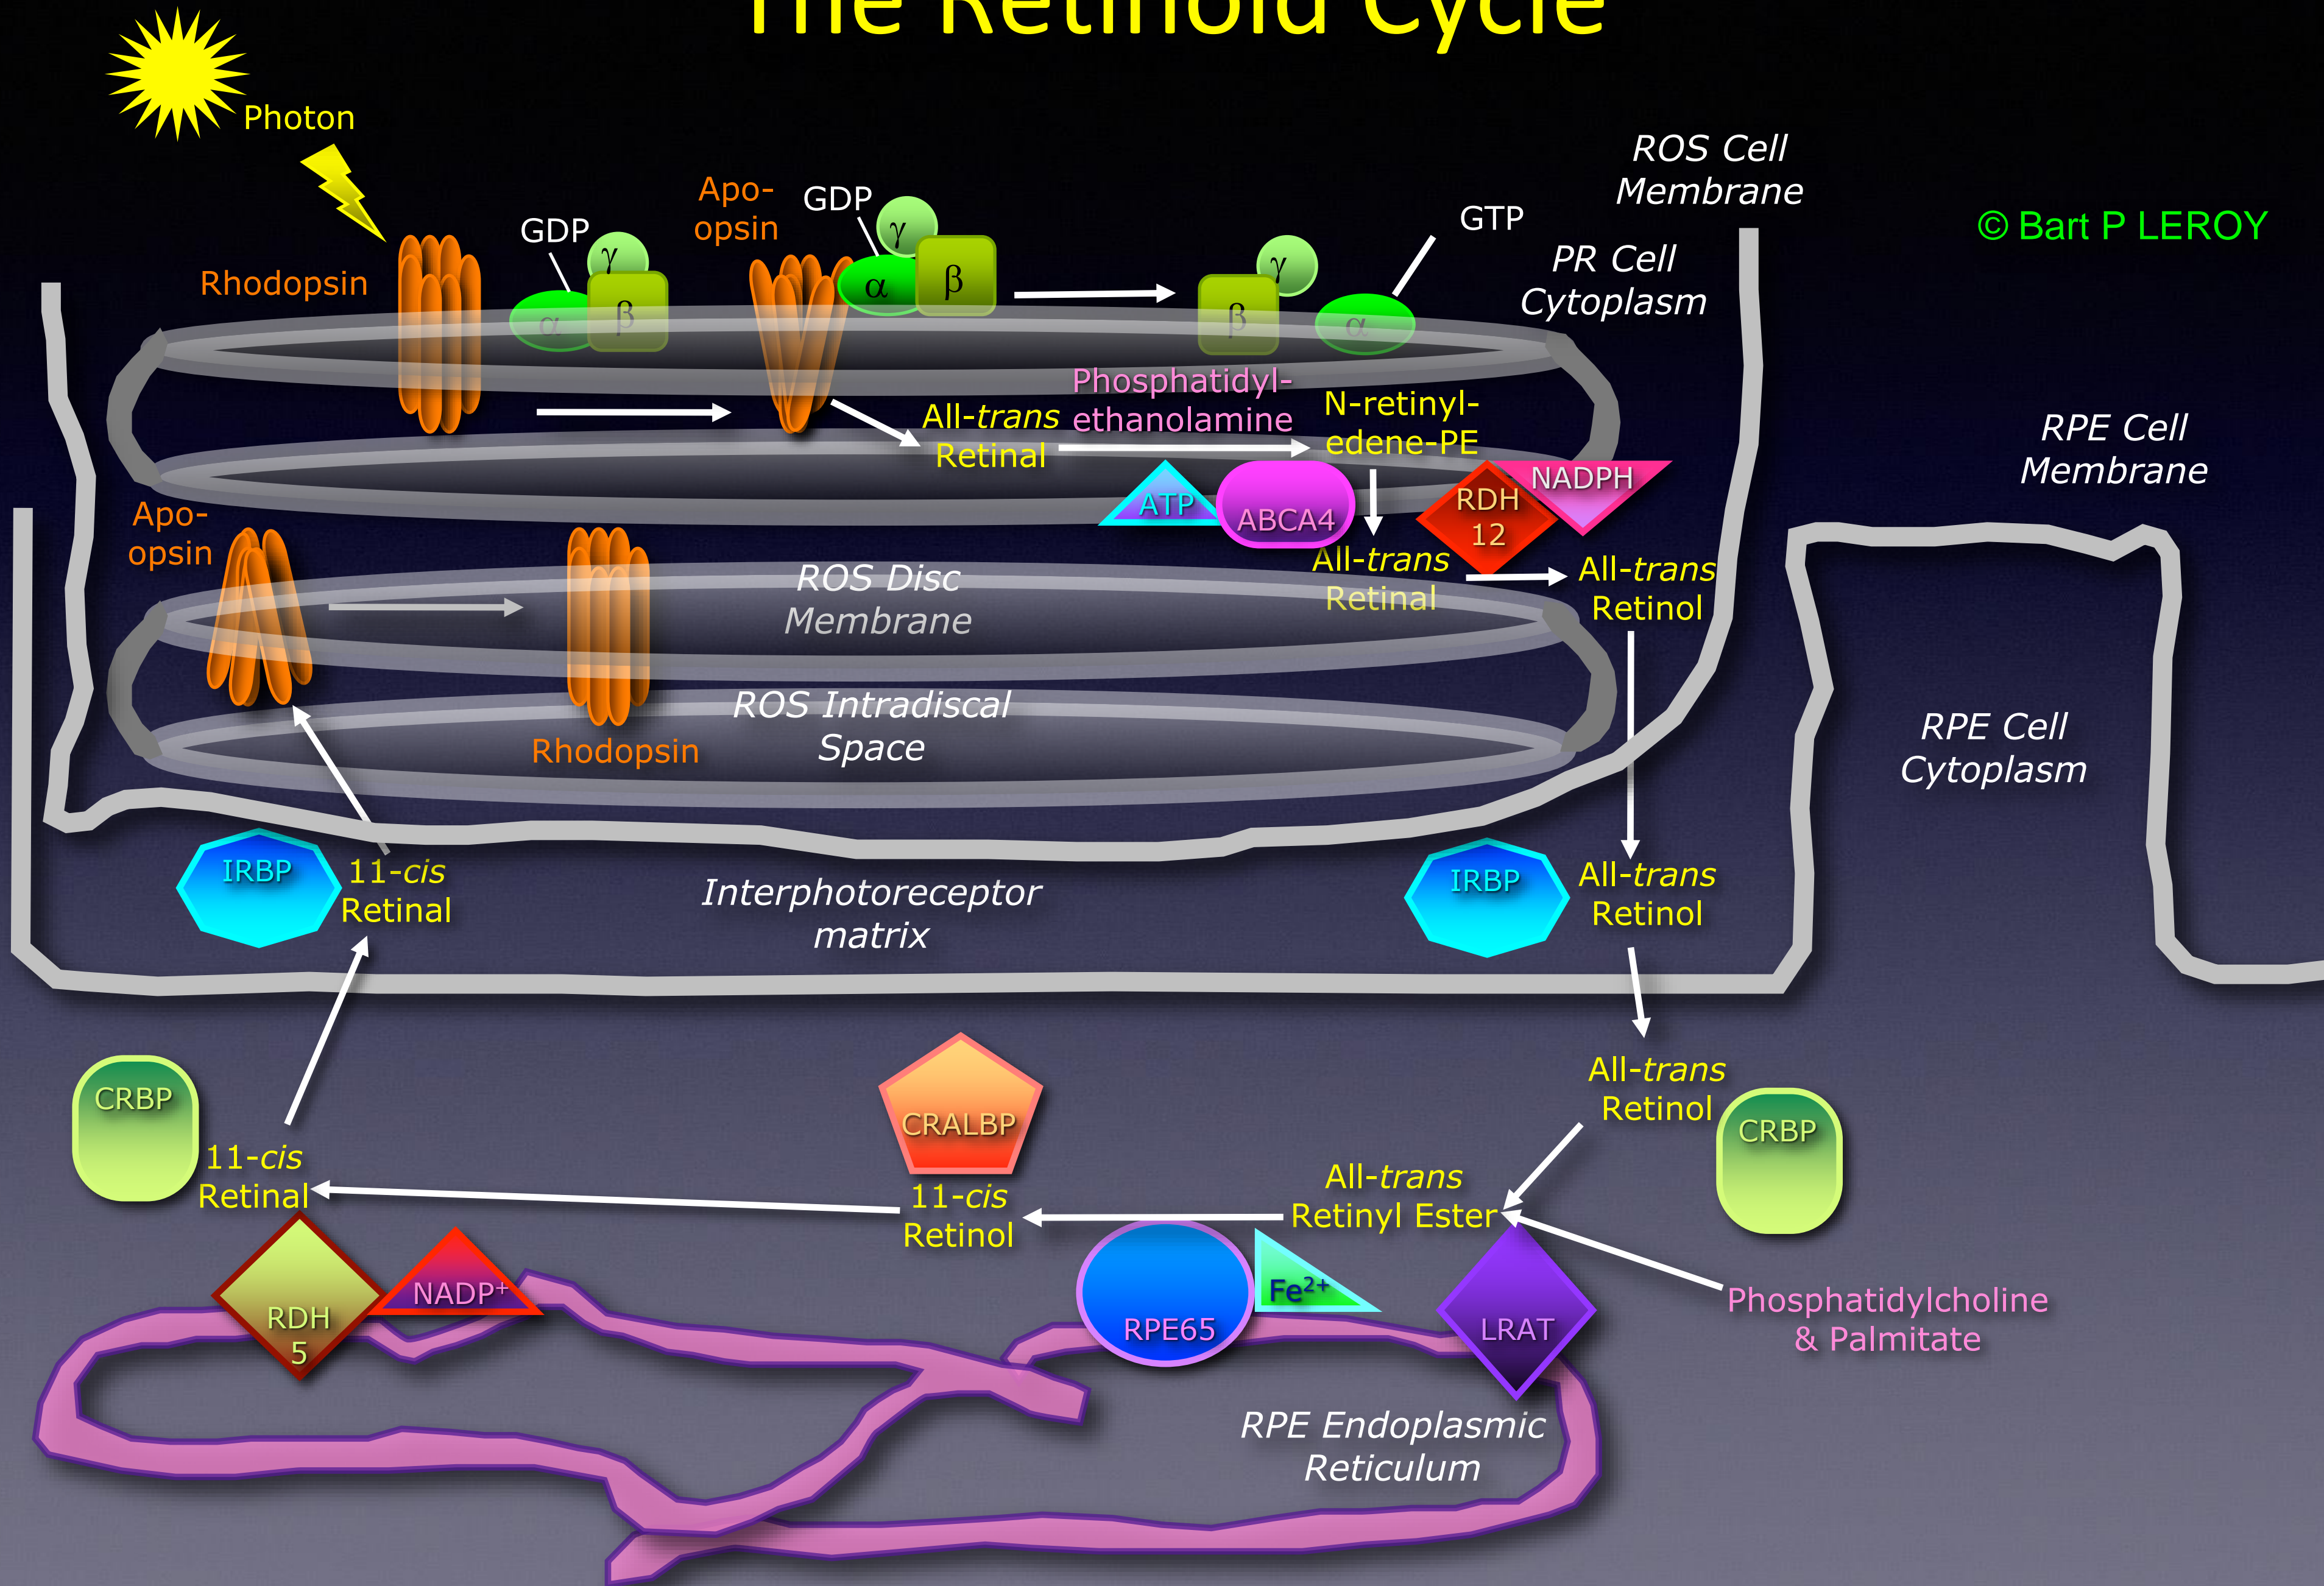 The Retinoid Cycle
Photon
ROS Cell
Membrane
© Bart P LEROY
Apo-
opsin
GDP
γ
GTP
GDP
γ
α
β
γ
PR Cell
Cytoplasm
Rhodopsin
α
β
β
α
Phosphatidyl-
ethanolamine
All-trans
Retinal
N-retinyl-
edene-PE
RPE Cell
Membrane
ATP
ABCA4
RDH
12
NADPH
Apo-
opsin
All-trans
Retinal
All-trans
Retinol
ROS Disc
Membrane
ROS Intradiscal
Space
Rhodopsin
RPE Cell
Cytoplasm
IRBP
11-cis
Retinal
Interphotoreceptor
matrix
IRBP
All-trans
Retinol
CRBP
CRALBP
All-trans
Retinol
CRBP
11-cis
Retinal
11-cis
Retinol
All-trans
Retinyl Ester
RDH
5
NADP+
RPE65
Fe2+
LRAT
Phosphatidylcholine
& Palmitate
RPE Endoplasmic
Reticulum